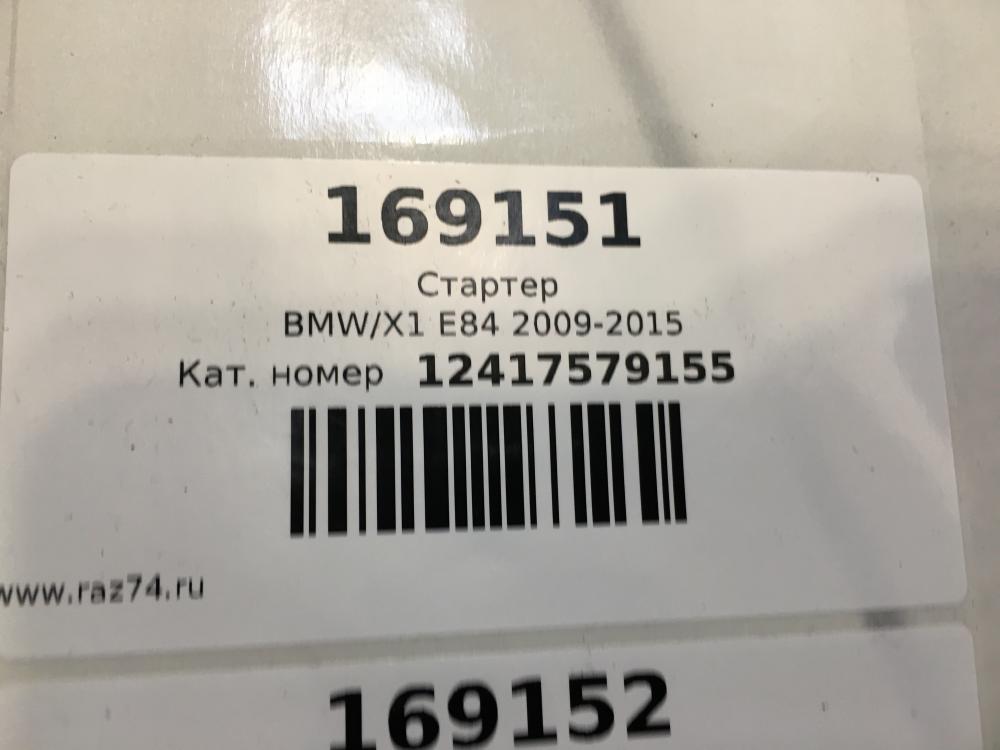 169151
Стартер
BMW/X1 E84 2009-2015
Кат. номер 12417579155
www.raz74.ru
169152